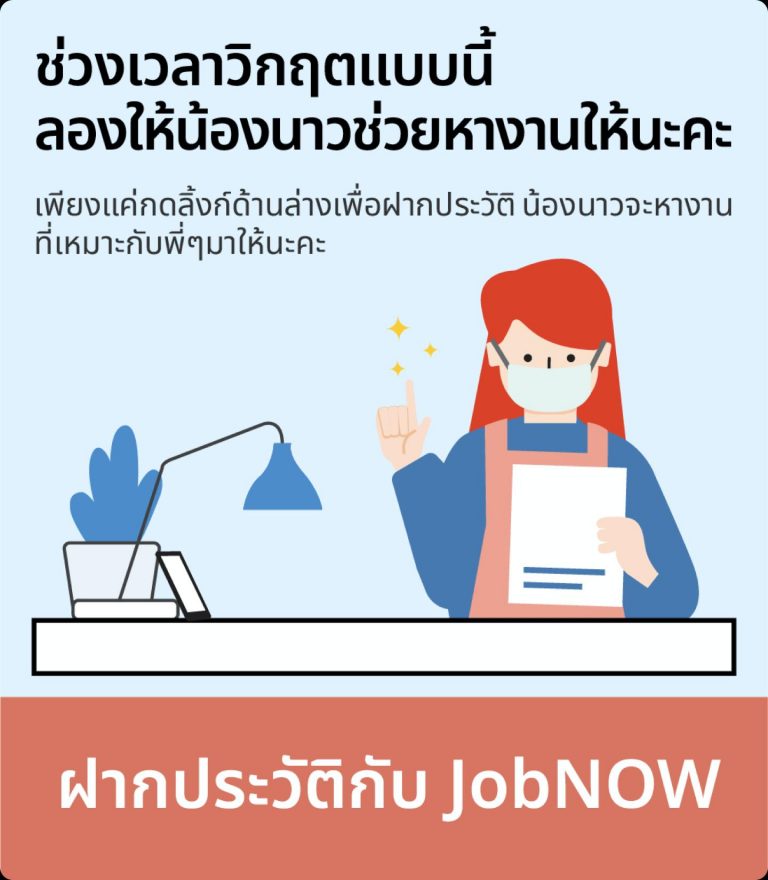 ช่วงเวลาวิกฤตแบบนี้
ลองให้น้องนาวช่วยหางานให้นะคะ
เพียงแค่กดลิ้งก์ด้านล่างเพื่อฝากประวัติ น้องนาวจะหางาน
ที่เหมาะกับพี่ๆมาให้นะคะ
ฝากประวัติกับ JobNOW